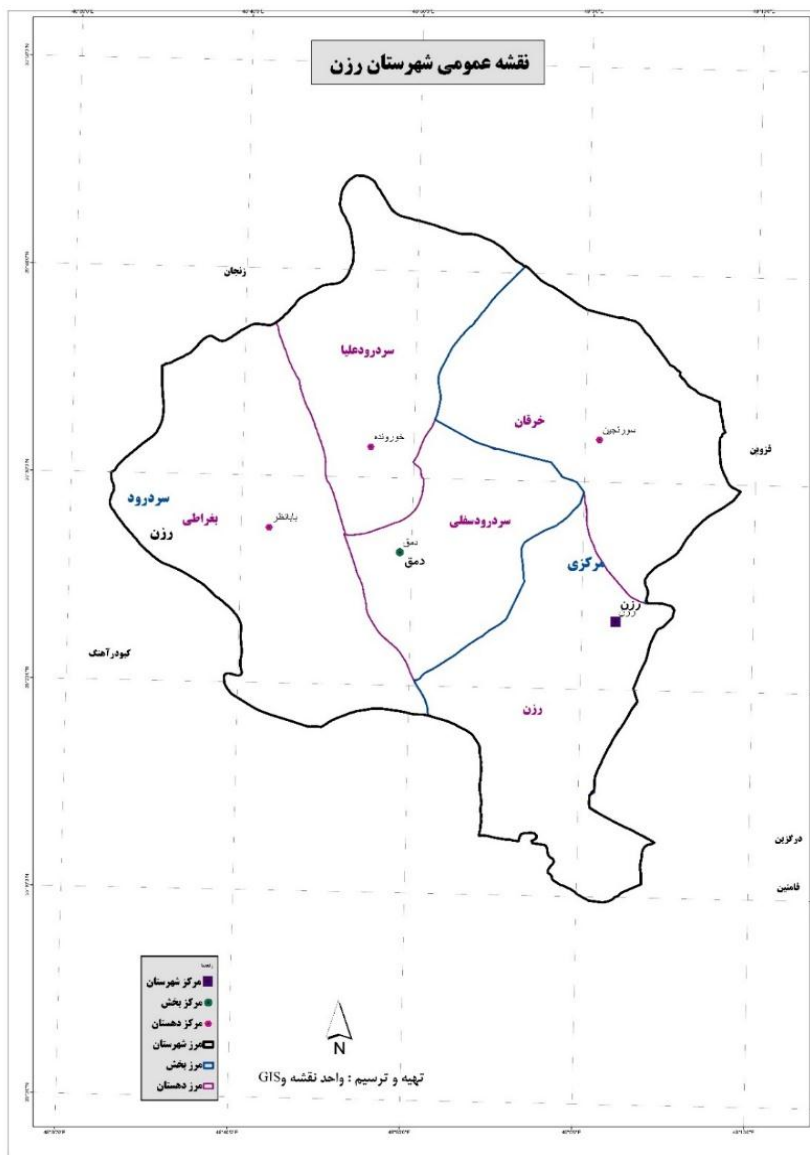 نقشه عمومی شهرستان رزن
زنجان
سردرودعلیا
خرقان
سورتجین
خورونده
قزوین
سردرود
رزن
بغراطی
بابانظر
سردرودسفلی
دمق
دمق
مرکزی
رزن
رزن
کبودرآهنگ
رزن
درگزین
فامنین
مرکز شهرستان
مرکز بخش
مرکز دهستان
مرز شهرستان
مرز بخش
مرز دهستان
N
تهیه و ترسیم : واحد نقشه وGIS